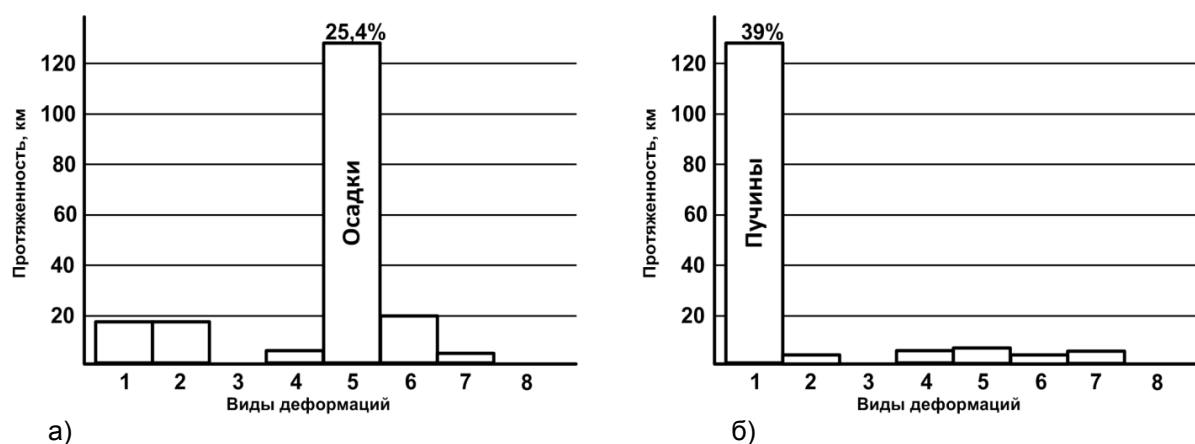 25,4%
120
100
80
60
40
20
Протяженность, км
Осадки
1 2 3 4 5 6 7 8
Виды деформаций
а)
39%
120
100
80
60
40
20
Протяженность, км
Пучины
1 2 3 4 5 6 7 8
Виды деформаций
б)